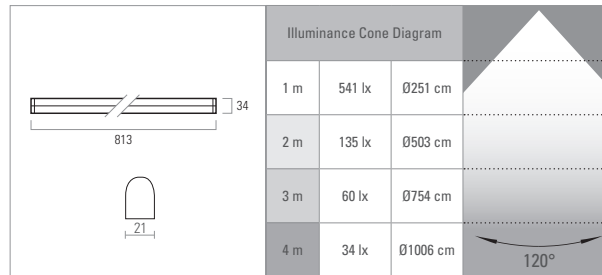 34
813
21
Illuminance Cone Diagram
1 m 541 lx Ø251 cm
2 m 135 lx Ø503 cm
3 m 60 lx Ø754 cm
4 m 34 lx Ø1006 cm
120°